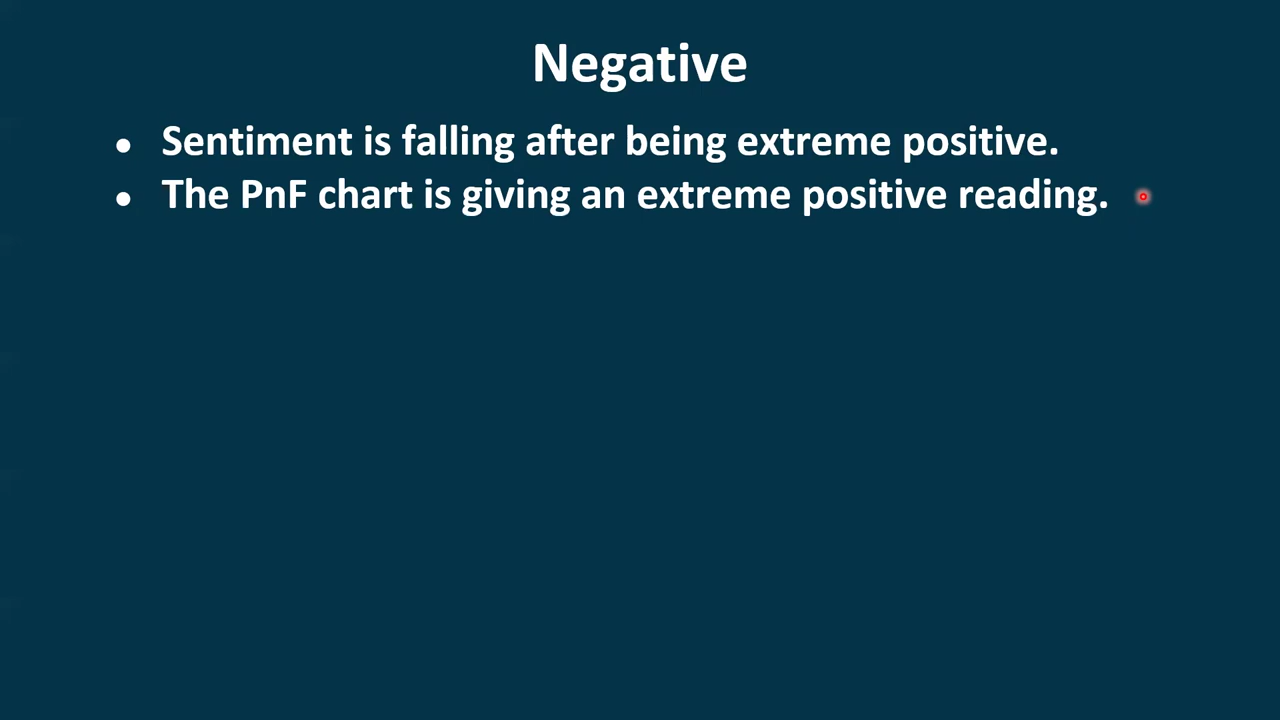 Negative
• Sentiment is falling after being extreme positive.
• The PnF chart is giving an extreme positive reading.